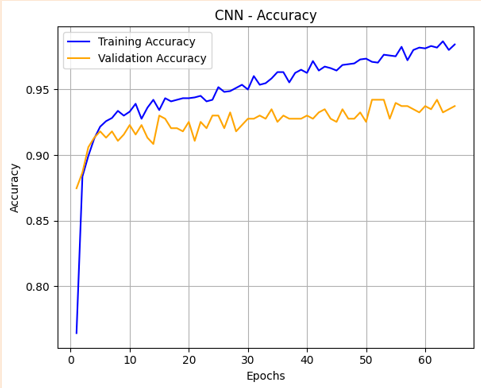 CNN - Accuracy
Training Accuracy
Validation Accuracy
0.95
0.90
0.85
0.80
Accuracy
0 10 20 30 40 50 60
Epochs